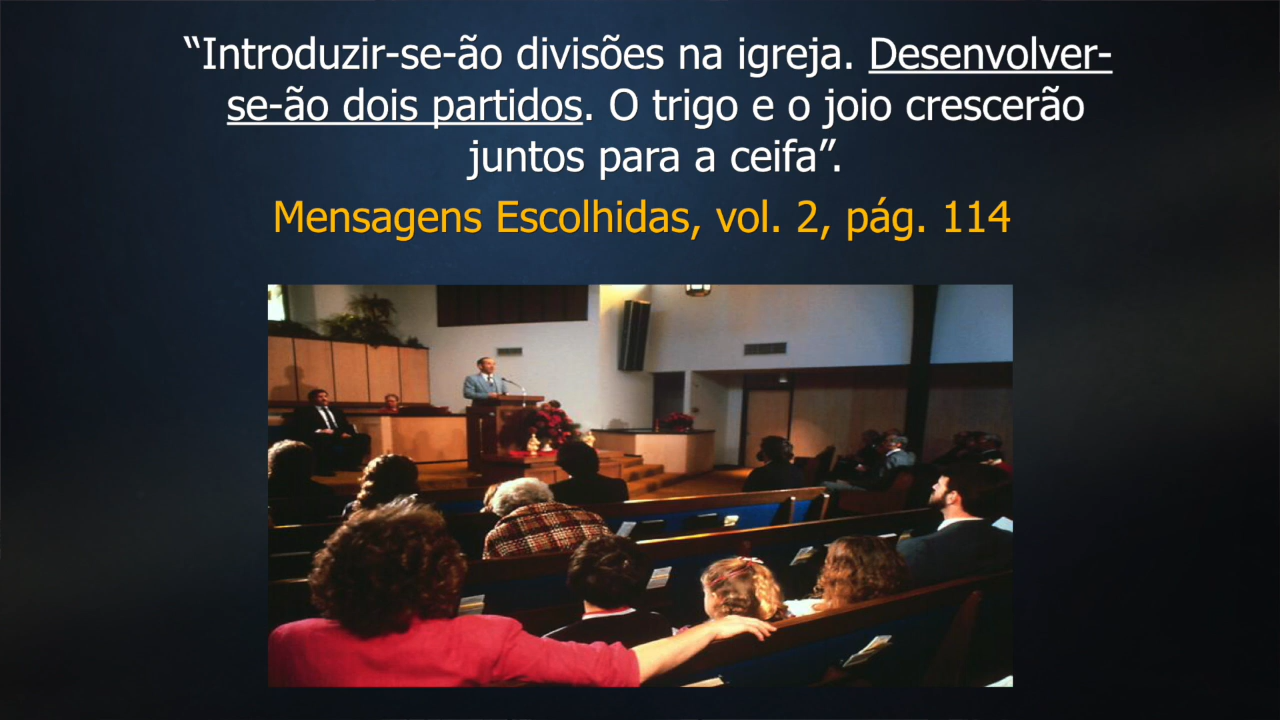 “Introduzir-se-ão divisões na igreja. Desenvolver-
se-ão dois partidos. O trigo e o joio crescerão
juntos para a ceifa”.
Mensagens Escolhidas, vol. 2, pág. 114